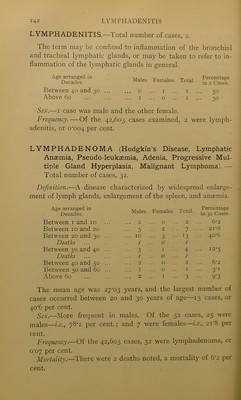 242 LYMPHADENITIS
LYMPHADENITIS.—Total number of cases, 2.
The term may be confused to inflammation of the bronchial
and tracheal lymphatic glands, or may be taken to refer to in-
flammation of the lymphatic glands in general.
Age arranged in Decades. Males Females Total Percentage in 2 Cases.
Between 40 and 30 ... ... 0 ... 1 ... 1 ... 50
Above 60 ... ... 1 ... 0 ... 1 ... 50
Sex.—1 case was male and the other female.
Frequency.—Of the 42,603 cases examined, 2 were lymph-
adenitis, or 0·004 per cent.
LYMPHADENOMA (Hodgkin's Disease, Lymphatic
Anæmia, Pseudo-leukæmia, Adenia, Progressive Mul-
tiple Gland Hyperplasia, Malignant Lymphoma).—
Total number of cases, 32.
Definition.—A disease characterized by widespread enlarge-
ment of lymph glands, enlargement of the spleen, and anæmia.
Age arranged in Decades. Males Females Total Percentage in 32 Cases.
Between 1 and 10 ... ... 2 ... 0 ... 2 ... 6·2
Between 10 and 20 ... 5 ... 2 ... 7 ... 21·8
Between 20 and 30 ... 10 ... 3 ... 13 ... 40·6
Deaths 1 0 1
Between 30 and 40 ... 3 ... 1 ... 4 ... 12·5
Deaths 1 0 1
Between 40 and 50 ... 2 ... 0 ... 2 ... 6·2
Between 50 and 60 ... 1 ... 0 ... 1 ... 3·1
Above 60 ... ... 2 ... 1 ... 3 ... 9·3
The mean age was 27·03 years, and the largest number of
cases occurred between 20 and 30 years of age—13 cases, or
40·6 per cent.
Sex.—More frequent in males. Of the 32 cases, 25 were
males—i.e., 78·1 per cent.; and 7 were females—i.e., 21·8 per
cent.
Frequency.—Of the 42,603 cases, 32 were lymphadenoma, or
0·07 per cent.
Mortality.—There were 2 deaths noted, a mortality of 6·2 per
cent.